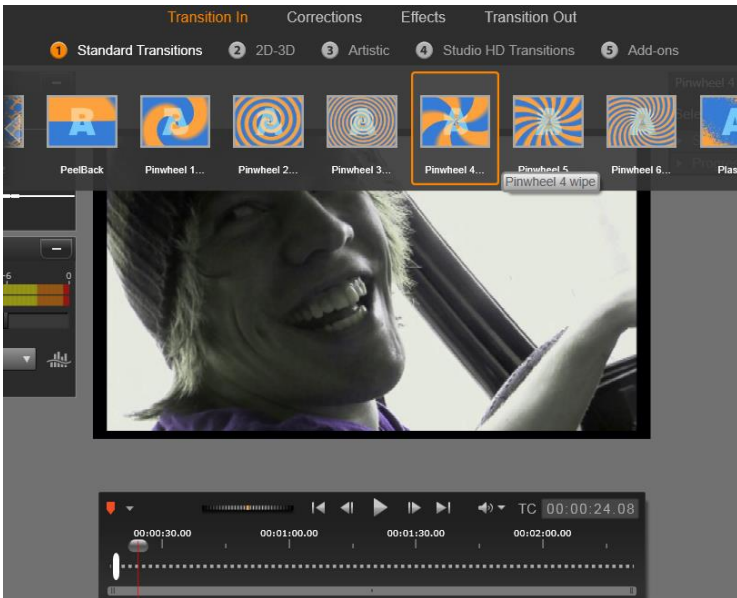 Transition In Corrections Effects Transition Out
1 Standard Transitions 2 2D-3D 3 Artistic 4 Studio HD Transitions 5 Add-ons
Pinwheel 4
PeelBack Pinwheel 1... Pinwheel 2... Pinwheel 3... Pinwheel 4... Pinwheel 5... Pinwheel 6... Plas
Pinwheel 4 wipe
-6 0
TC 00:00:24.08
00:00:30.00 00:01:00.00 00:01:30.00 00:02:00.00